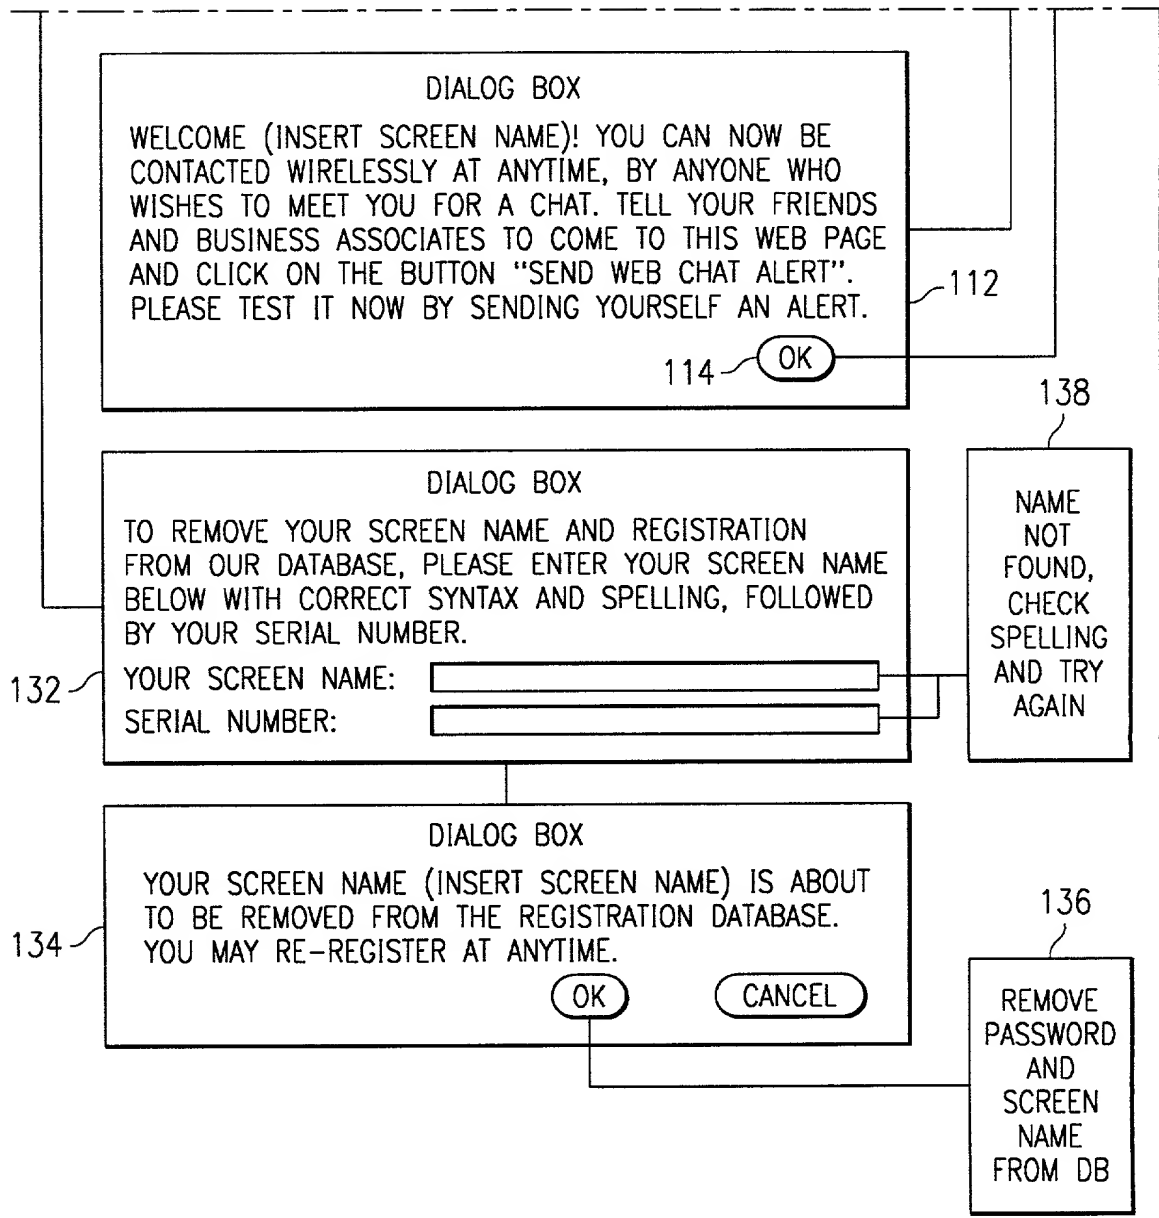 DIALOG BOX
WELCOME (INSERT SCREEN NAME)! YOU CAN NOW BE
CONTACTED WIRELESSLY AT ANYTIME, BY ANYONE WHO
WISHES TO MEET YOU FOR A CHAT. TELL YOUR FRIENDS
AND BUSINESS ASSOCIATES TO COME TO THIS WEB PAGE
AND CLICK ON THE BUTTON “SEND WEB CHAT ALERT”.
PLEASE TEST IT NOW BY SENDING YOURSELF AN ALERT.
112
114
OK
DIALOG BOX
TO REMOVE YOUR SCREEN NAME AND REGISTRATION
FROM OUR DATABASE, PLEASE ENTER YOUR SCREEN NAME
BELOW WITH CORRECT SYNTAX AND SPELLING, FOLLOWED
BY YOUR SERIAL NUMBER.
132
YOUR SCREEN NAME:
SERIAL NUMBER:
138
NAME
NOT
FOUND,
CHECK
SPELLING
AND TRY
AGAIN
DIALOG BOX
YOUR SCREEN NAME (INSERT SCREEN NAME) IS ABOUT
TO BE REMOVED FROM THE REGISTRATION DATABASE.
YOU MAY RE-REGISTER AT ANYTIME.
134
OK
CANCEL
136
REMOVE
PASSWORD
AND
SCREEN
NAME
FROM DB